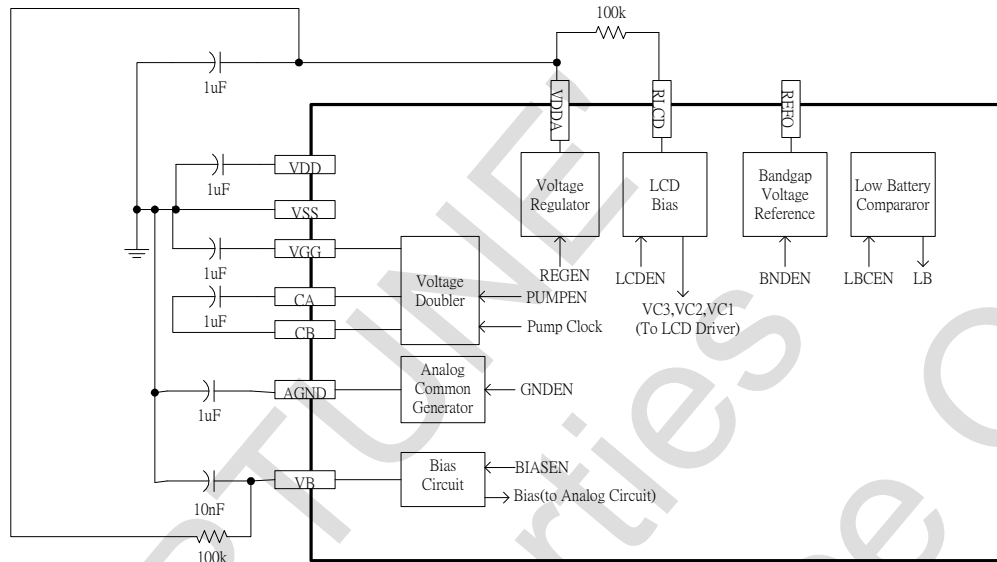 100k
1uF
VDDA
RLCD
REFO
VDD
1uF
Voltage
Regulator
LCD
Bias
Bandgap
Voltage
Reference
Low Battery
Compararor
VSS
VGG
1uF
REGEN
LCDEN
BNDEN
LBCEN
LB
Voltage
Doubler
CA
PUMPEN
VC3,VC2,VC1
(To LCD Driver)
1uF
CB
Pump Clock
Analog
Common
Generator
AGND
GNDEN
1uF
Bias
Circuit
BIASEN
VB
Bias(to Analog Circuit)
10nF
100k
PTUNE'
erties